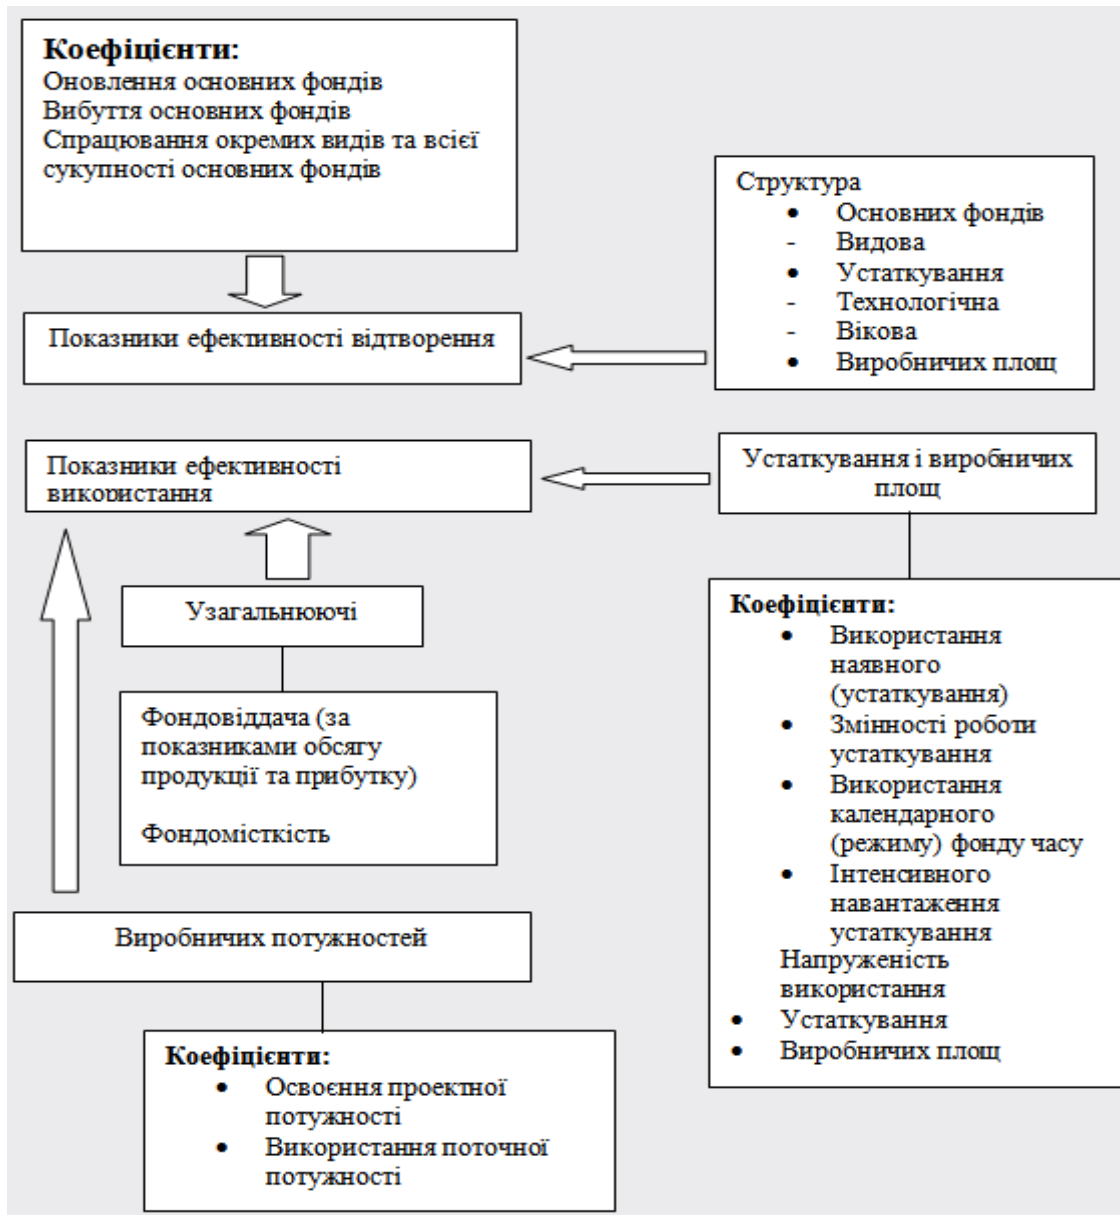 Коефіцієнти:
Оновлення основних фондів
Вибуття основних фондів
Спрацювання окремих видів та всієї
сукупності основних фондів
Структура
• Основних фондів
- Видова
• Устаткування
- Технологічна
- Вікова
• Виробничих площ
Показники ефективності відтворення
Показники ефективності
використання
Устаткування і виробничих
площ
Узагальнюючі
Фондовіддача (за
показниками обсягу
продукції та прибутку)
Фондомісткість
Коефіцієнти:
• Використання
наявного
(устаткування)
• Змінності роботи
устаткування
• Використання
календарного
(режиму) фонду часу
• Інтенсивного
навантаження
устаткування
Напруженість
використання
• Устаткування
• Виробничих площ
Виробничих потужностей
Коефіцієнти:
• Освоєння проектної
потужності
• Використання поточної
потужності